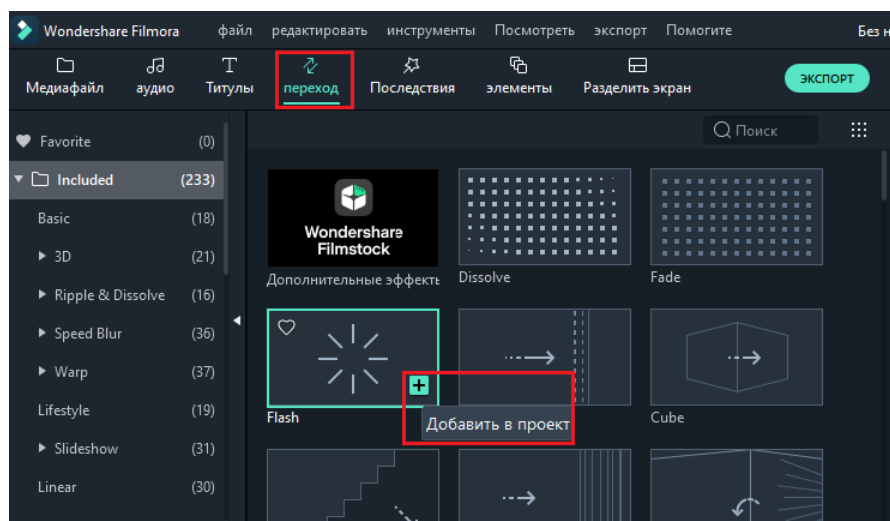 Wondershare Filmora файл редактировать инструменты Посмотреть экспорт Помогите Без
Медиафайл аудио Титулы переход Последствия элементы Разделить экран экспорт
Favorite (0) Поиск
Included (233)
Basic (18)
3D (21)
Ripple & Dissolve (16)
Speed Blur (36)
Warp (37)
Lifestyle (19)
Slideshow (31)
Linear (30)
Wondershare
Filmstock
Дополнительные эффекты Dissolve Fade
Flash Cube
Добавить в проект